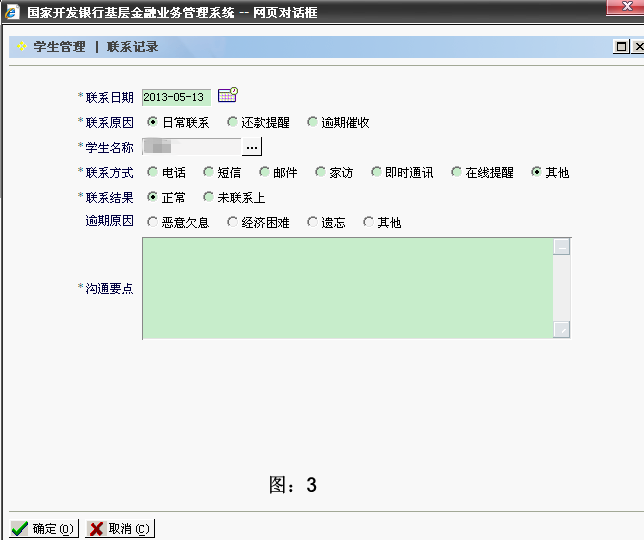 国家开发银行基层金融业务管理系统 -- 网页对话框
学生管理 | 联系记录
*联系日期 2013-05-13
*联系原因 日常联系 还款提醒 逾期催收
*学生名称 ...
*联系方式 电话 短信 邮件 家访 即时通讯 在线提醒 其他
*联系结果 正常 未联系上
逾期原因 恶意欠息 经济困难 遗忘 其他
*沟通要点
图：3
确定(O) 取消(C)